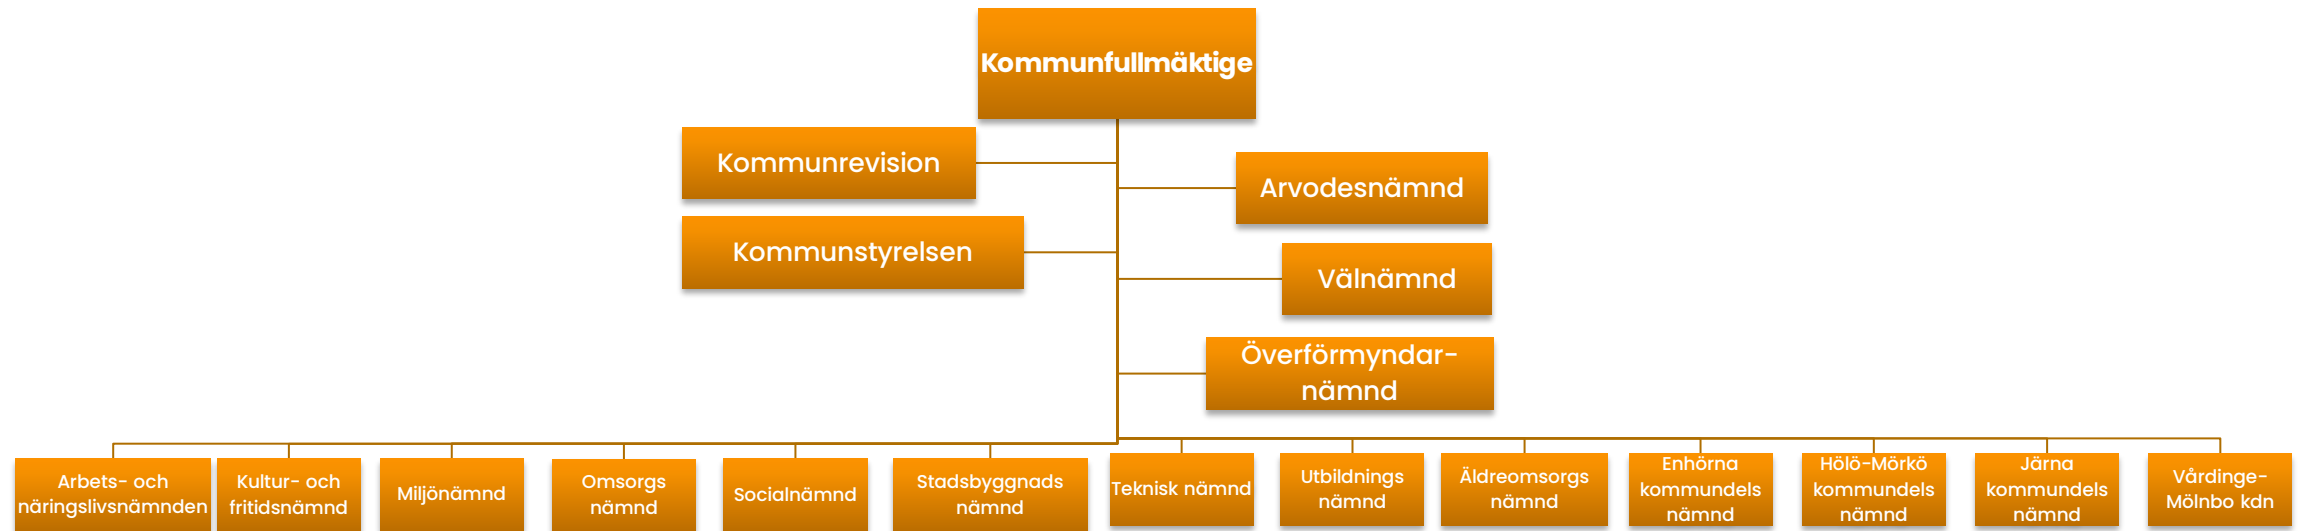 Kommunfullmäktige
Kommunrevision
Arvodesnämnd
Kommunstyrelsen
Välnämnd
Överförmyndar-
nämnd
Arbets- och
näringslivsnämnden
Kultur- och
fritidsnämnd
Miljönämnd
Omsorgs
nämnd
Socialnämnd
Stadsbyggnads
nämnd
Teknisk nämnd
Utbildnings
nämnd
Äldreomsorgs
nämnd
Enhörna
kommundels
nämnd
Hölö-Mörkö
kommundels
nämnd
Järna
kommundels
nämnd
Vårdinge-
Mölnbo kdn